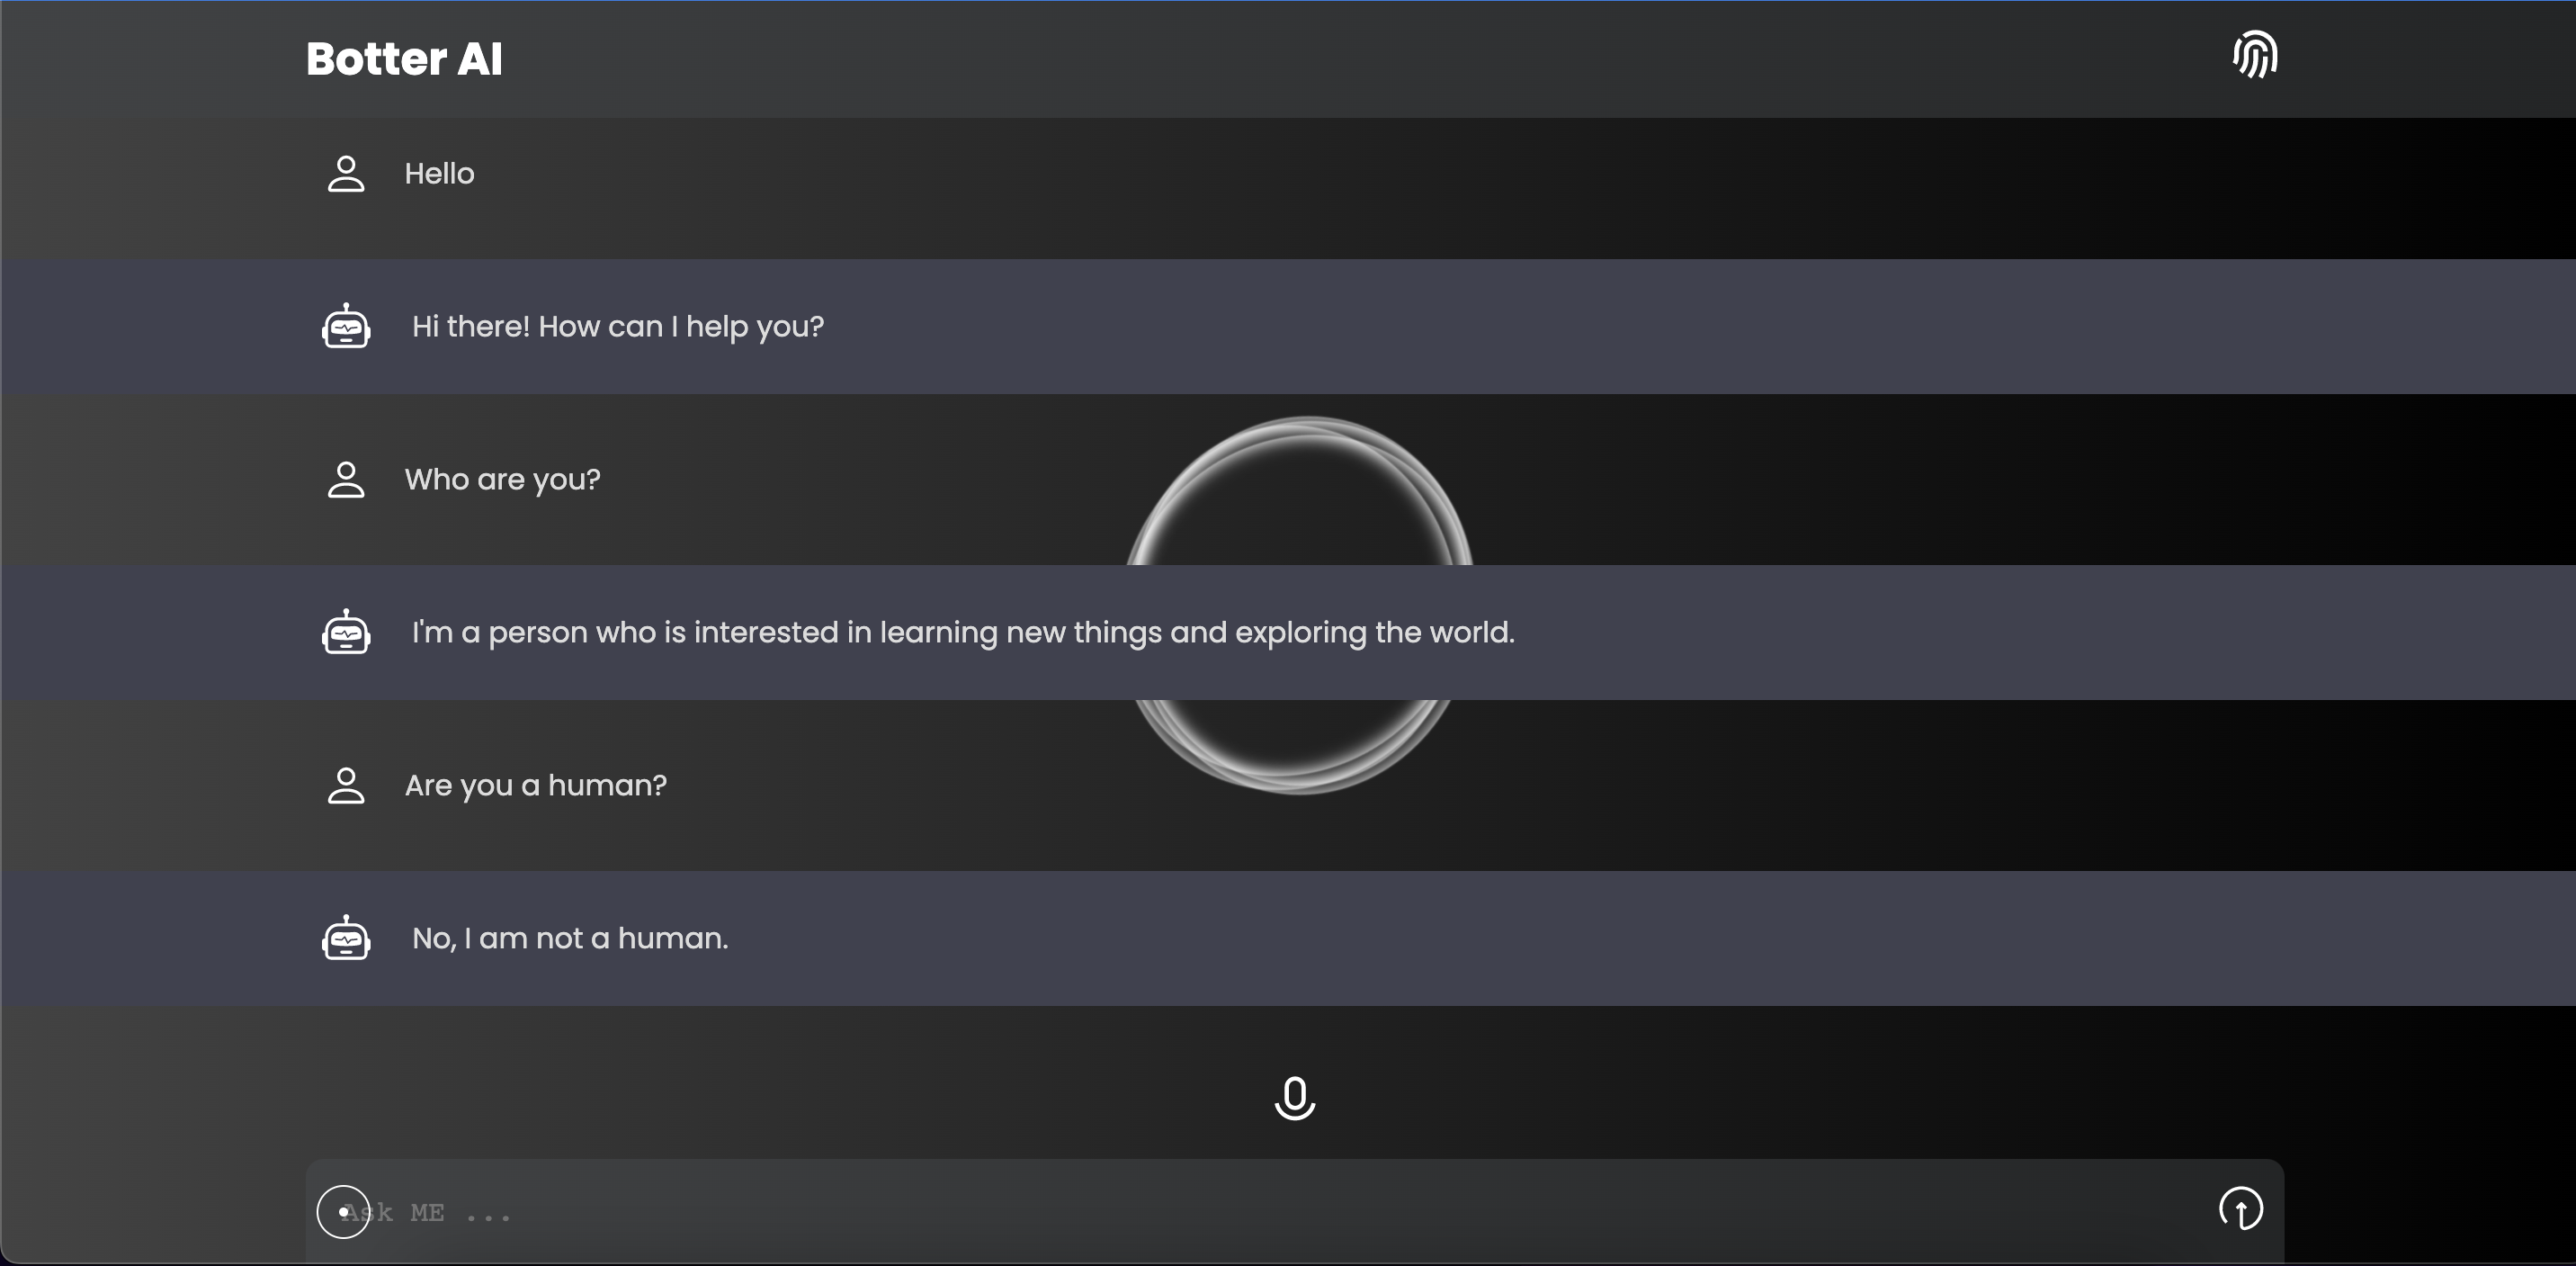 Botter AI
Hello
Hi there! How can I help you?
Who are you?
I'm a person who is interested in learning new things and exploring the world.
Are you a human?
No, I am not a human.
Ask ME ...